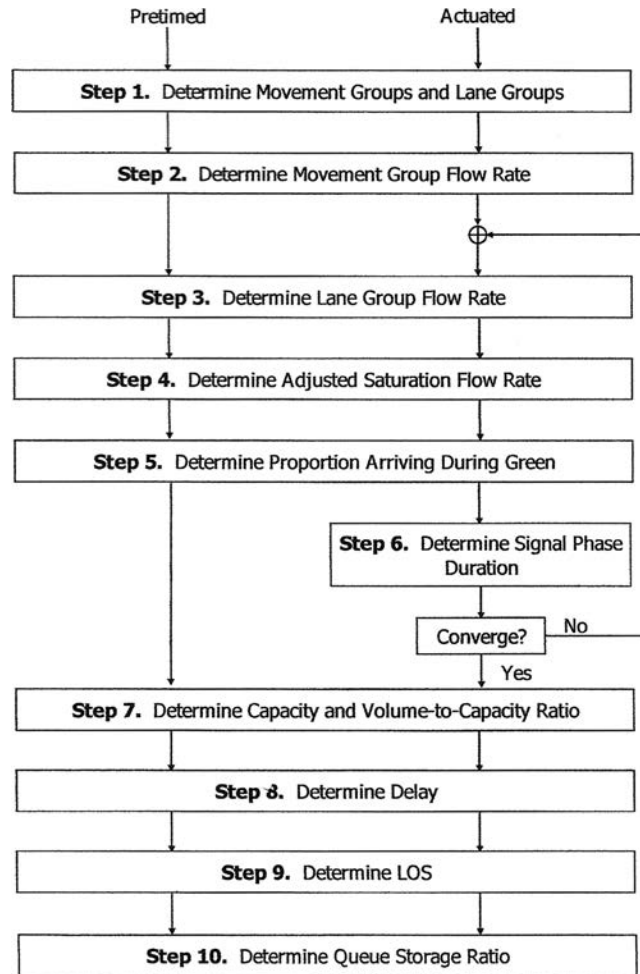 Pretimed Actuated
Step 1. Determine Movement Groups and Lane Groups
Step 2. Determine Movement Group Flow Rate
Step 3. Determine Lane Group Flow Rate
Step 4. Determine Adjusted Saturation Flow Rate
Step 5. Determine Proportion Arriving During Green
Step 6. Determine Signal Phase
Duration
Converge? No
Yes
Step 7. Determine Capacity and Volume-to-Capacity Ratio
Step 8. Determine Delay
Step 9. Determine LOS
Step 10. Determine Queue Storage Ratio